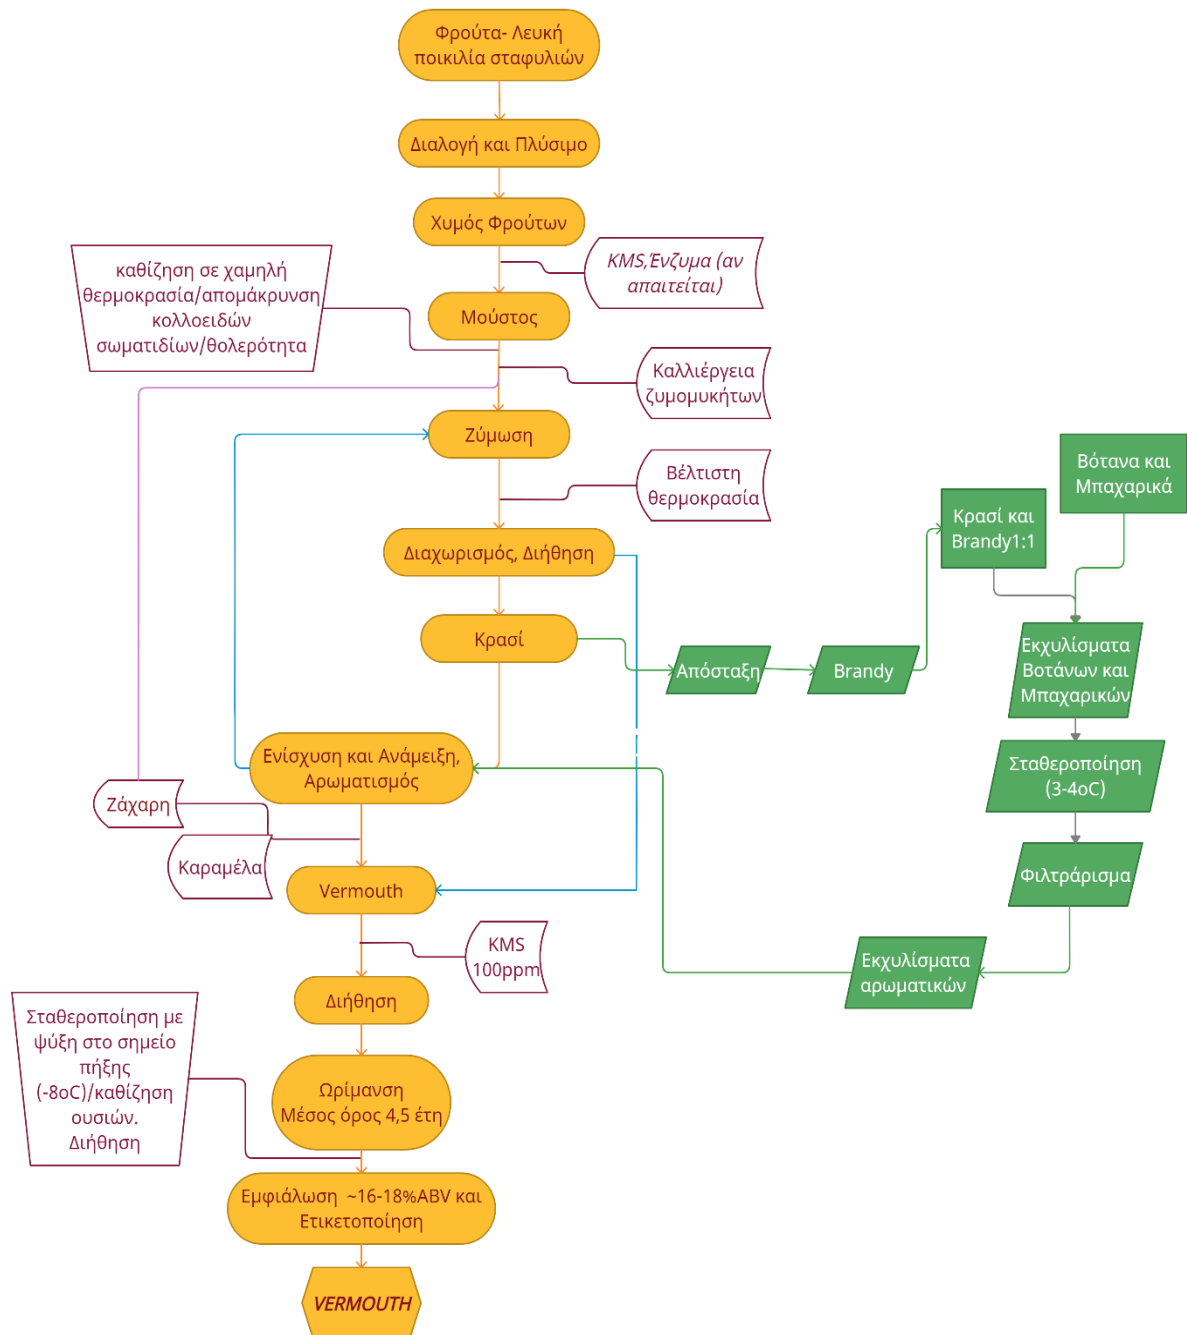 Φρούτα- Λευκή
ποικιλία σταφυλιών
Διαλογή και Πλύσιμο
Χυμός Φρούτων
KMS,Ένζυμα (αν
απαιτείται)
καθίζηση σε χαμηλή
θερμοκρασία/απομάκρυνση
κολλοειδών
σωματιδίων/θολερότητα
Μούστος
Καλλιέργεια
ζυμομυκήτων
Ζύμωση
Βέλτιστη
θερμοκρασία
Βότανα και
Μπαχαρικά
Κρασί και
Brandy1:1
Διαχωρισμός, Διήθηση
Κρασί
Απόσταξη
Brandy
Εκχυλίσματα
Βοτάνων και
Μπαχαρικών
Ενίσχυση και Ανάμειξη,
Αρωματισμός
Σταθεροποίηση
(3-4οC)
Ζάχαρη
Καραμέλα
Vermouth
Φιλτράρισμα
KMS
100ppm
Εκχυλίσματα
αρωματικών
Διήθηση
Σταθεροποίηση με
ψύξη στο σημείο
πήξης
(-8οC)/καθίζηση
ουσιών.
Διήθηση
Ωρίμανση
Μέσος όρος 4,5 έτη
Εμφιάλωση  ~16-18%ABV και
Ετικετοποίηση
VERMOUTH